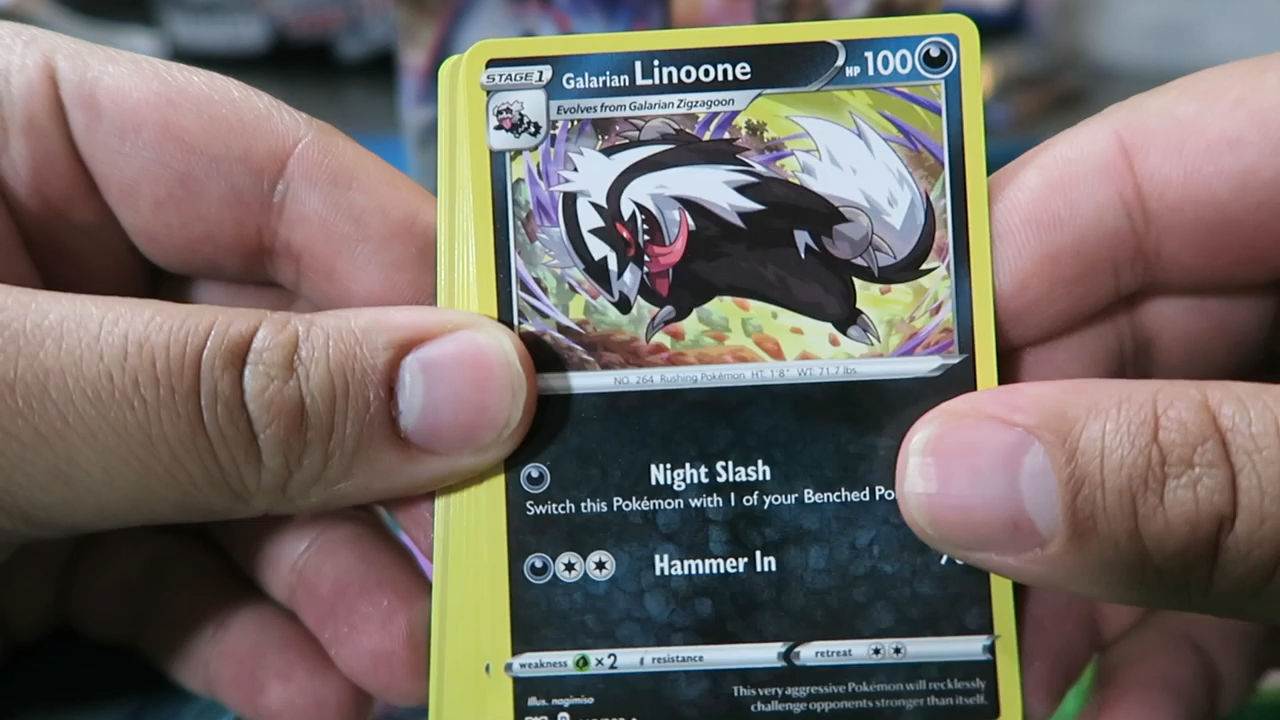 STAGE 1 Galarian Linoone HP 100
Evolves from Galarian Zigzagoon
NO. 264 Rushing Pokémon HT: 1'8" WT: 71.7 lbs.
Night Slash
Switch this Pokémon with 1 of your Benched Po
Hammer In
weakness ×2 resistance retreat
Illus. nagimiso
This very aggressive Pokémon will recklessly
challenge opponents stronger than itself.